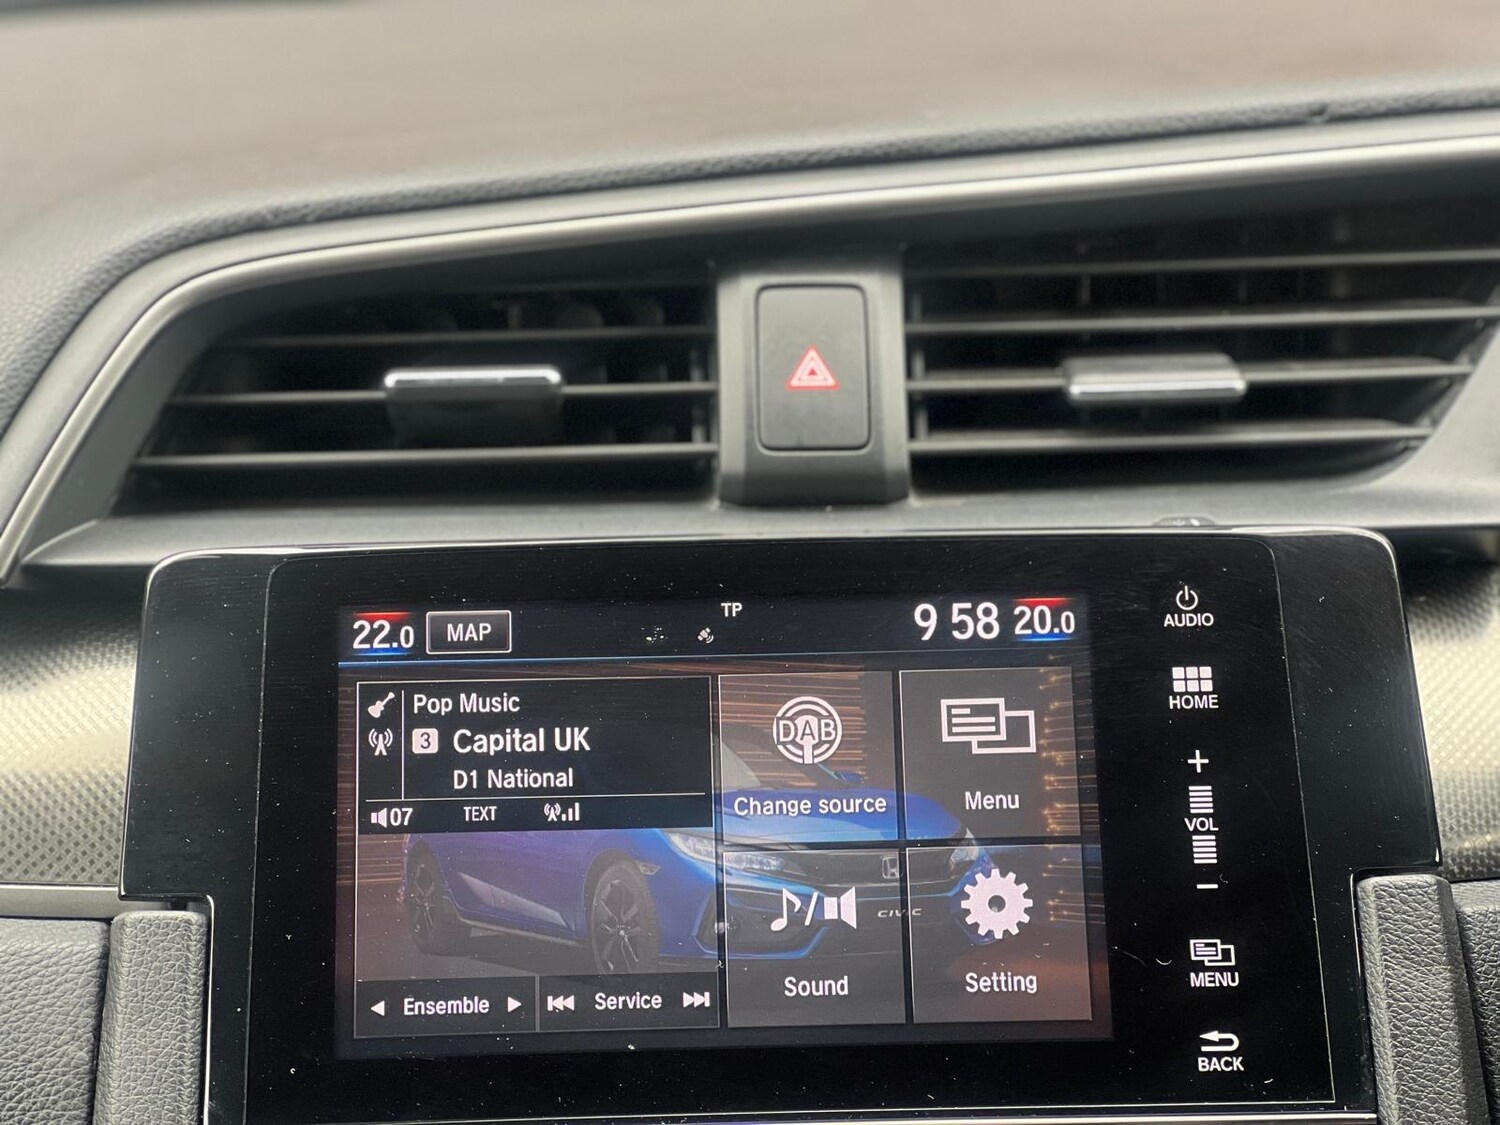 22.0 MAP TP 9 58 20.0
Pop Music
3 Capital UK
D1 National
07 TEXT
Ensemble Service
DAB
Change source
Menu
Sound
Setting
CIVIC
AUDIO
HOME
+
VOL
−
MENU
BACK